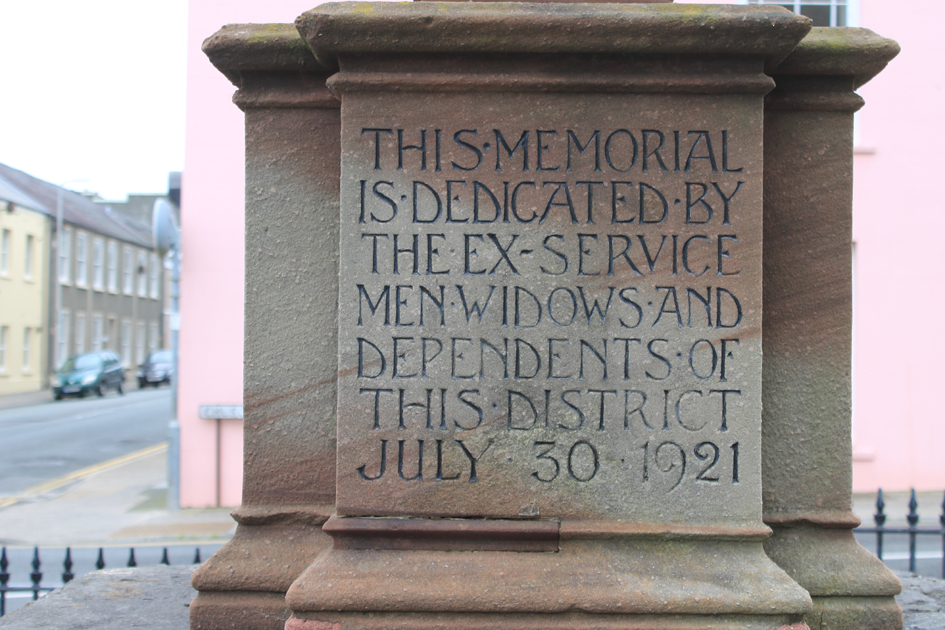 THIS·MEMORIAL
IS·DEDICATED·BY
THE·EX-SERVICE
MEN·WIDOWS·AND
DEPENDENTS·OF
THIS·DISTRICT
JULY·30·1921